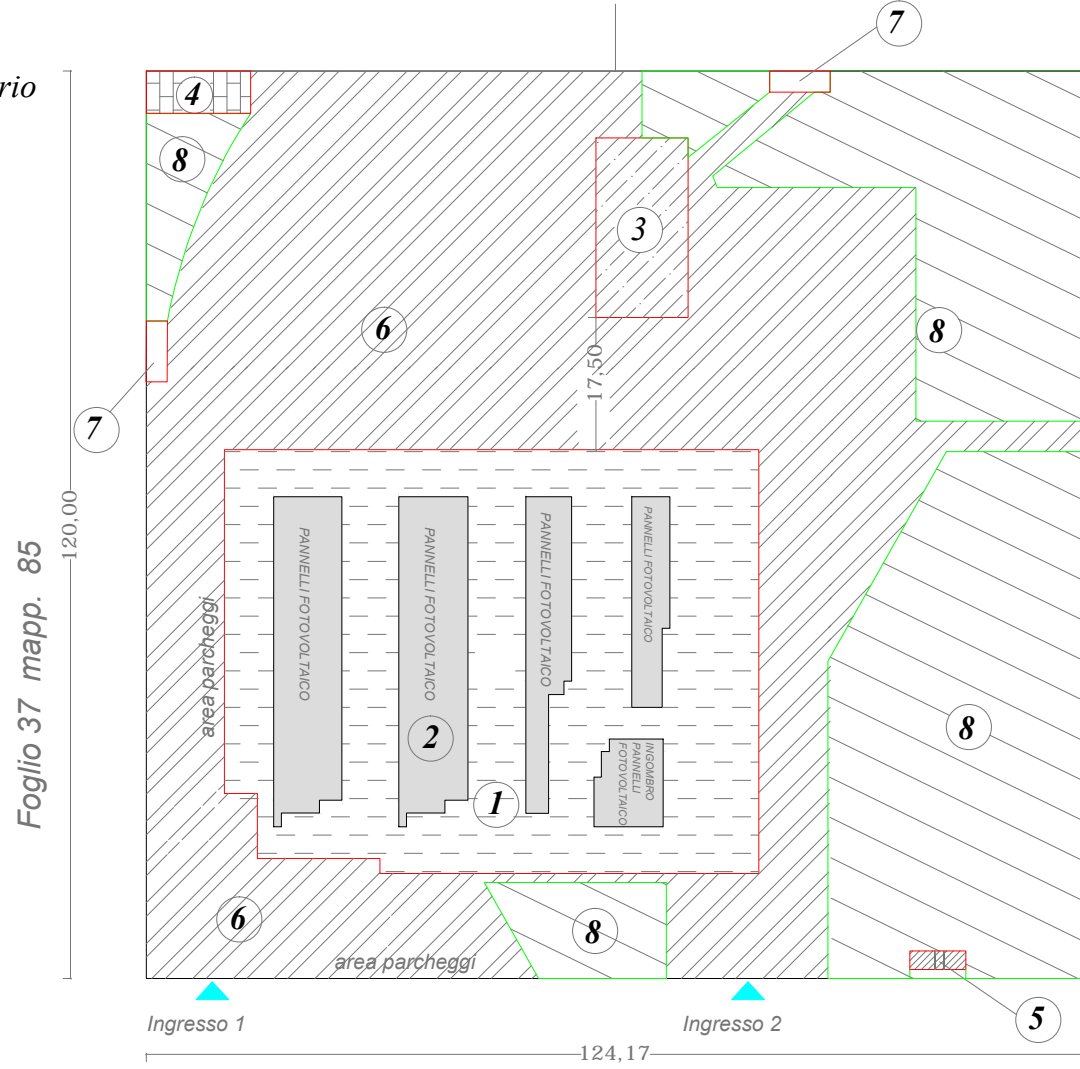 7
rio
4
8
3
6
8
17,50
7
120,00
Foglio 37 mapp. 85
area parcheggi
PANNELLI FOTOVOLTAICO
PANNELLI FOTOVOLTAICO
PANNELLI FOTOVOLTAICO
PANNELLI FOTOVOLTAICO
INGOMBRO
PANNELLI
FOTOVOLTAICO
2
1
8
6
8
area parcheggi
5
Ingresso 1
Ingresso 2
124,17